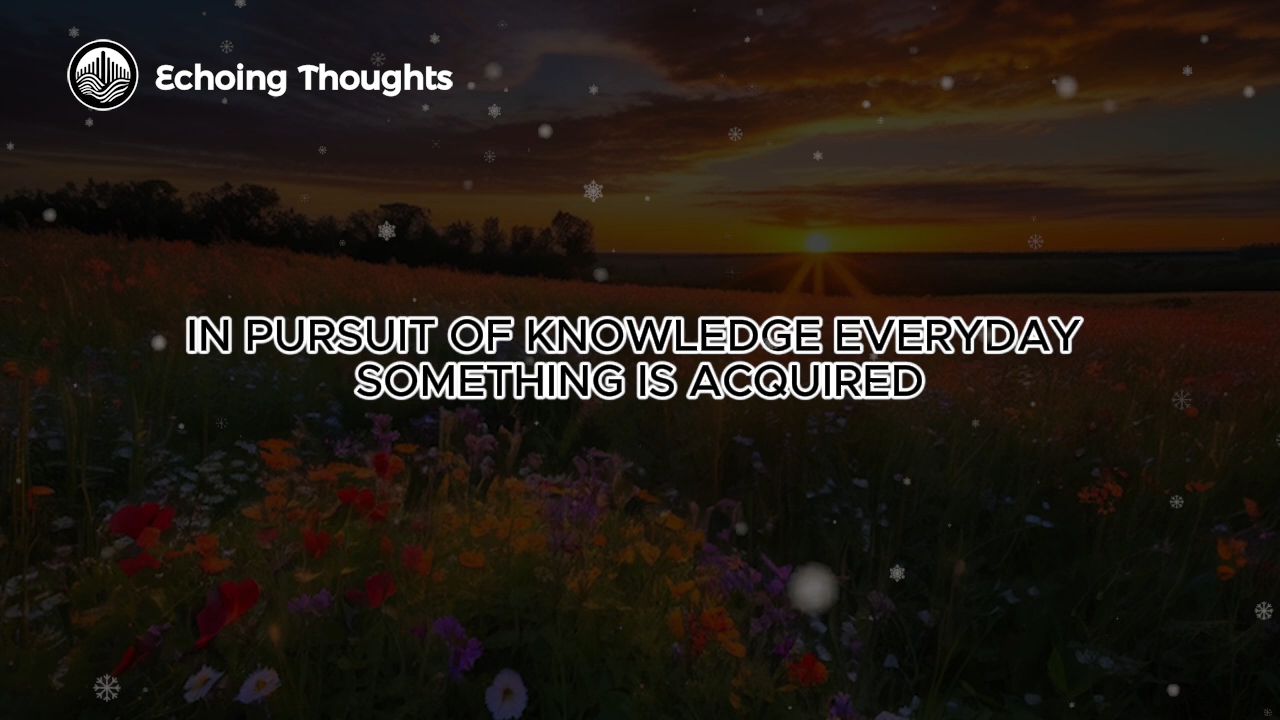 Echoing Thoughts
IN PURSUIT OF KNOWLEDGE EVERYDAY
SOMETHING IS ACQUIRED